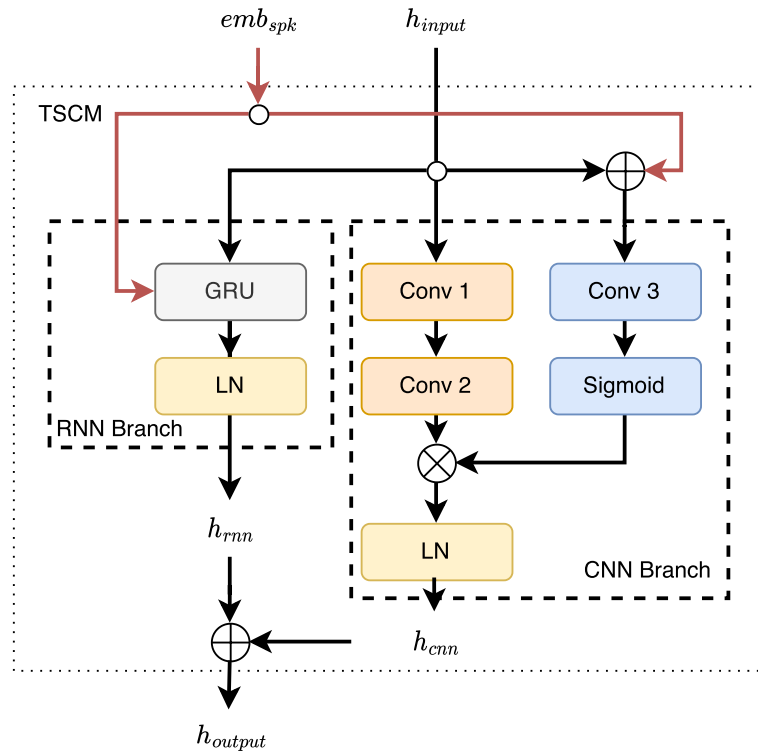 emb_spk
h_input
TSCM
GRU
Conv 1
Conv 3
LN
Conv 2
Sigmoid
RNN Branch
h_rnn
LN
CNN Branch
h_cnn
h_output